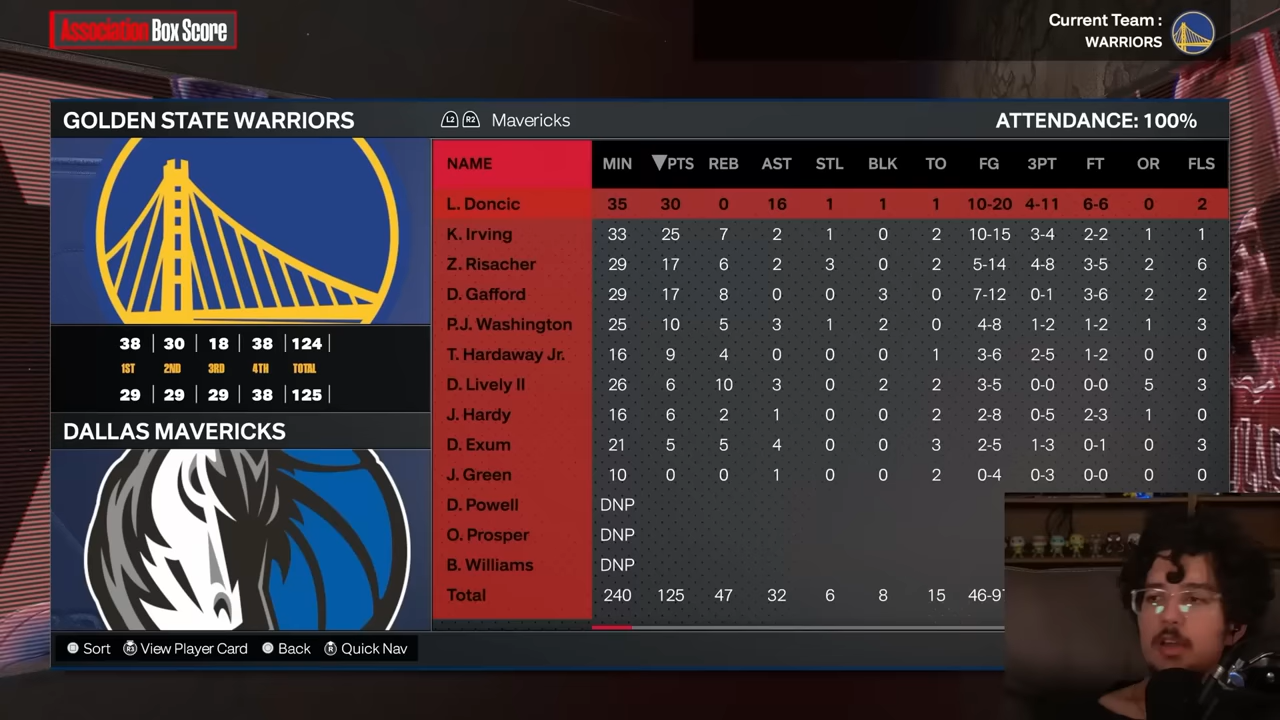 Association Box Score
Current Team :
WARRIORS
GOLDEN STATE WARRIORS
L2 R2 Mavericks
ATTENDANCE: 100%
NAME MIN PTS REB AST STL BLK TO FG 3PT FT OR FLS
L. Doncic 35 30 0 16 1 1 1 10-20 4-11 6-6 0 2
K. Irving 33 25 7 2 1 0 2 10-15 3-4 2-2 1 1
Z. Risacher 29 17 6 2 3 0 2 5-14 4-8 3-5 2 6
D. Gafford 29 17 8 0 0 3 0 7-12 0-1 3-6 2 2
P.J. Washington 25 10 5 3 1 2 0 4-8 1-2 1-2 1 3
T. Hardaway Jr. 16 9 4 0 0 0 1 3-6 2-5 1-2 0 0
D. Lively II 26 6 10 3 0 2 2 3-5 0-0 0-0 5 3
J. Hardy 16 6 2 1 0 0 2 2-8 0-5 2-3 1 0
D. Exum 21 5 5 4 0 0 3 2-5 1-3 0-1 0 3
J. Green 10 0 0 1 0 0 2 0-4 0-3 0-0 0 0
D. Powell DNP
O. Prosper DNP
B. Williams DNP
Total 240 125 47 32 6 8 15
38 | 30 | 18 | 38 | 124 |
1ST 2ND 3RD 4TH TOTAL
29 | 29 | 29 | 38 | 125 |
DALLAS MAVERICKS
Sort R3 View Player Card Back R Quick Nav